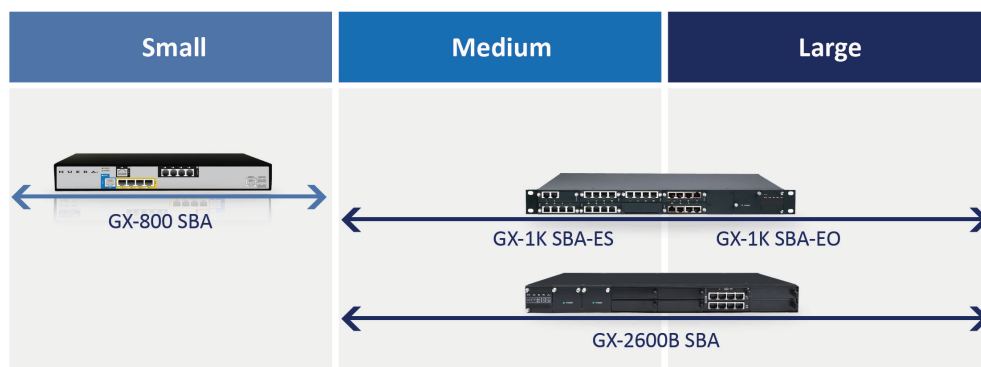 Small
Medium
Large
GX-800 SBA
GX-1K SBA-ES
GX-1K SBA-EO
GX-2600B SBA